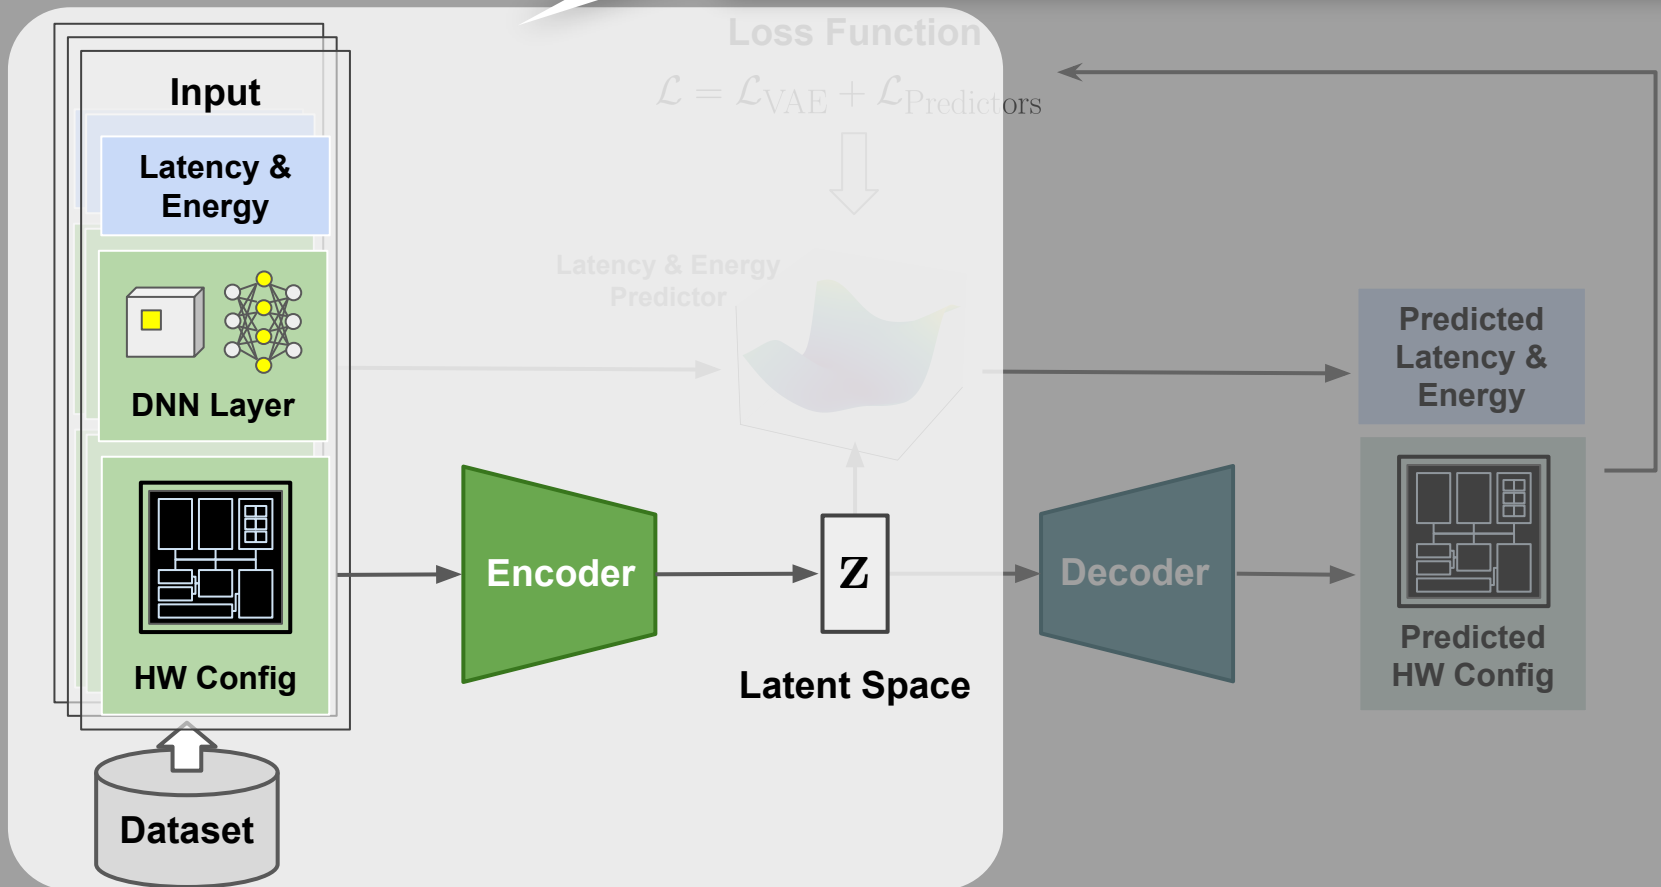 Loss Function
ℒ = ℒVAE + ℒPredictors
Input
Latency &
Energy
DNN Layer
HW Config
Dataset
Latency & Energy
Predictor
Encoder
Z
Latent Space
Decoder
Predicted
Latency &
Energy
Predicted
HW Config